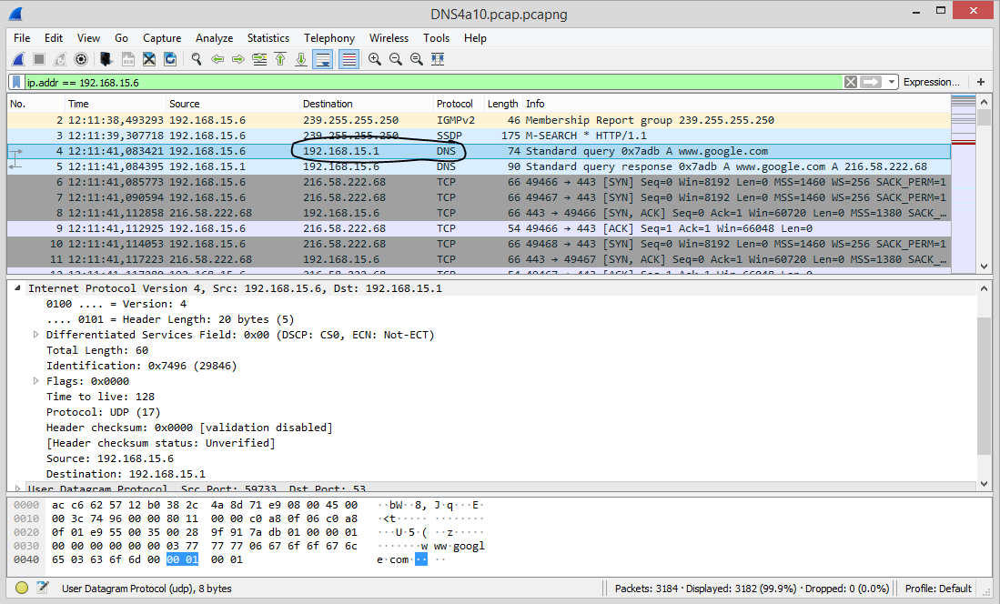 DNS4a10.pcap.pcapng
File Edit View Go Capture Analyze Statistics Telephony Wireless Tools Help
ip.addr == 192.168.15.6 Expression... +
No. Time Source Destination Protocol Length Info
2 12:11:38,493293 192.168.15.6 239.255.255.250 IGMPv2 46 Membership Report group 239.255.255.250
3 12:11:39,307718 192.168.15.6 239.255.255.250 SSDP 175 M-SEARCH * HTTP/1.1
4 12:11:41,083421 192.168.15.6 192.168.15.1 DNS 74 Standard query 0x7adb A www.google.com
5 12:11:41,084395 192.168.15.1 192.168.15.6 DNS 90 Standard query response 0x7adb A www.google.com A 216.58.222.68
6 12:11:41,085773 192.168.15.6 216.58.222.68 TCP 66 49466 → 443 [SYN] Seq=0 Win=8192 Len=0 MSS=1460 WS=256 SACK_PERM=1
7 12:11:41,090594 192.168.15.6 216.58.222.68 TCP 66 49467 → 443 [SYN] Seq=0 Win=8192 Len=0 MSS=1460 WS=256 SACK_PERM=1
8 12:11:41,112858 216.58.222.68 192.168.15.6 TCP 66 443 → 49466 [SYN, ACK] Seq=0 Ack=1 Win=60720 Len=0 MSS=1380 SACK_…
9 12:11:41,112925 192.168.15.6 216.58.222.68 TCP 54 49466 → 443 [ACK] Seq=1 Ack=1 Win=66048 Len=0
10 12:11:41,114053 192.168.15.6 216.58.222.68 TCP 66 49468 → 443 [SYN] Seq=0 Win=8192 Len=0 MSS=1460 WS=256 SACK_PERM=1
11 12:11:41,117223 216.58.222.68 192.168.15.6 TCP 66 443 → 49467 [SYN, ACK] Seq=0 Ack=1 Win=60720 Len=0 MSS=1380 SACK_…
Internet Protocol Version 4, Src: 192.168.15.6, Dst: 192.168.15.1
0100 .... = Version: 4
.... 0101 = Header Length: 20 bytes (5)
Differentiated Services Field: 0x00 (DSCP: CS0, ECN: Not-ECT)
Total Length: 60
Identification: 0x7496 (29846)
Flags: 0x0000
Time to live: 128
Protocol: UDP (17)
Header checksum: 0x0000 [validation disabled]
[Header checksum status: Unverified]
Source: 192.168.15.6
Destination: 192.168.15.1
User Datagram Protocol, Src Port: 59733, Dst Port: 53
0000 ac c6 62 57 12 b0 38 2c 4a 8d 71 e9 08 00 45 00 ··bW··8, J·q···E·
0010 00 3c 74 96 00 00 80 11 00 00 c0 a8 0f 06 c0 a8 ·<t····· ········
0020 0f 01 e9 55 00 35 00 28 9f 91 7a db 01 00 00 01 ···U·5·( ··z·····
0030 00 00 00 00 00 00 03 77 77 77 06 67 6f 6f 67 6c ·······w ww·googl
0040 65 03 63 6f 6d 00 00 01 00 01 e·com··· ··
User Datagram Protocol (udp), 8 bytes Packets: 3184 · Displayed: 3182 (99.9%) · Dropped: 0 (0.0%) Profile: Default